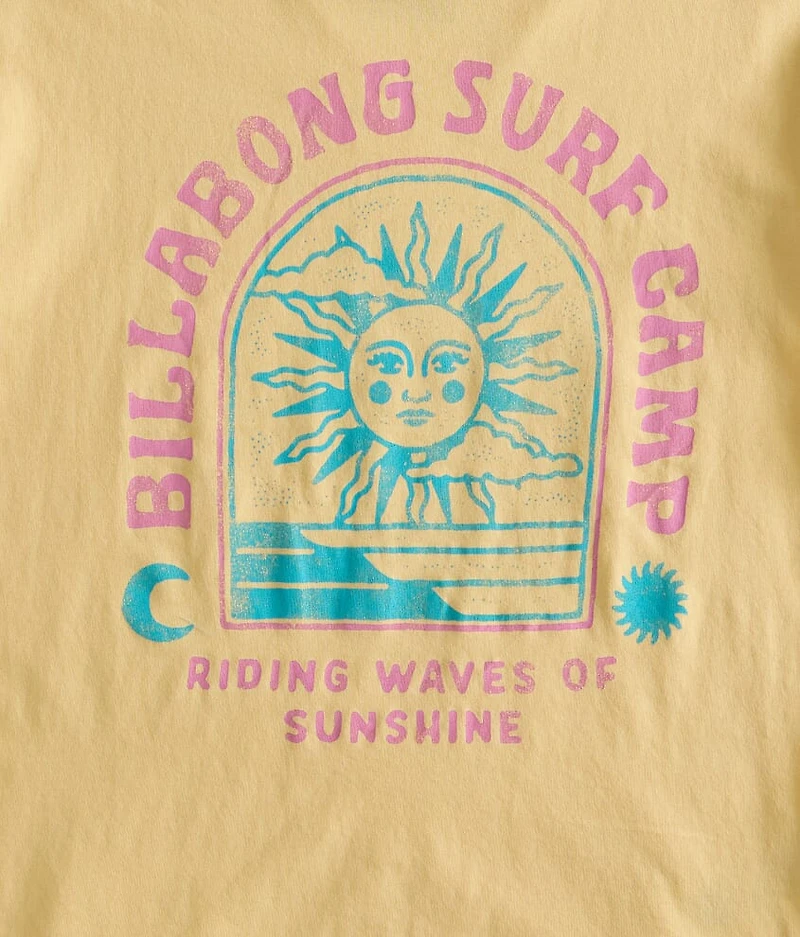 BILLABONG SURF CAMP
RIDING WAVES OF
SUNSHINE